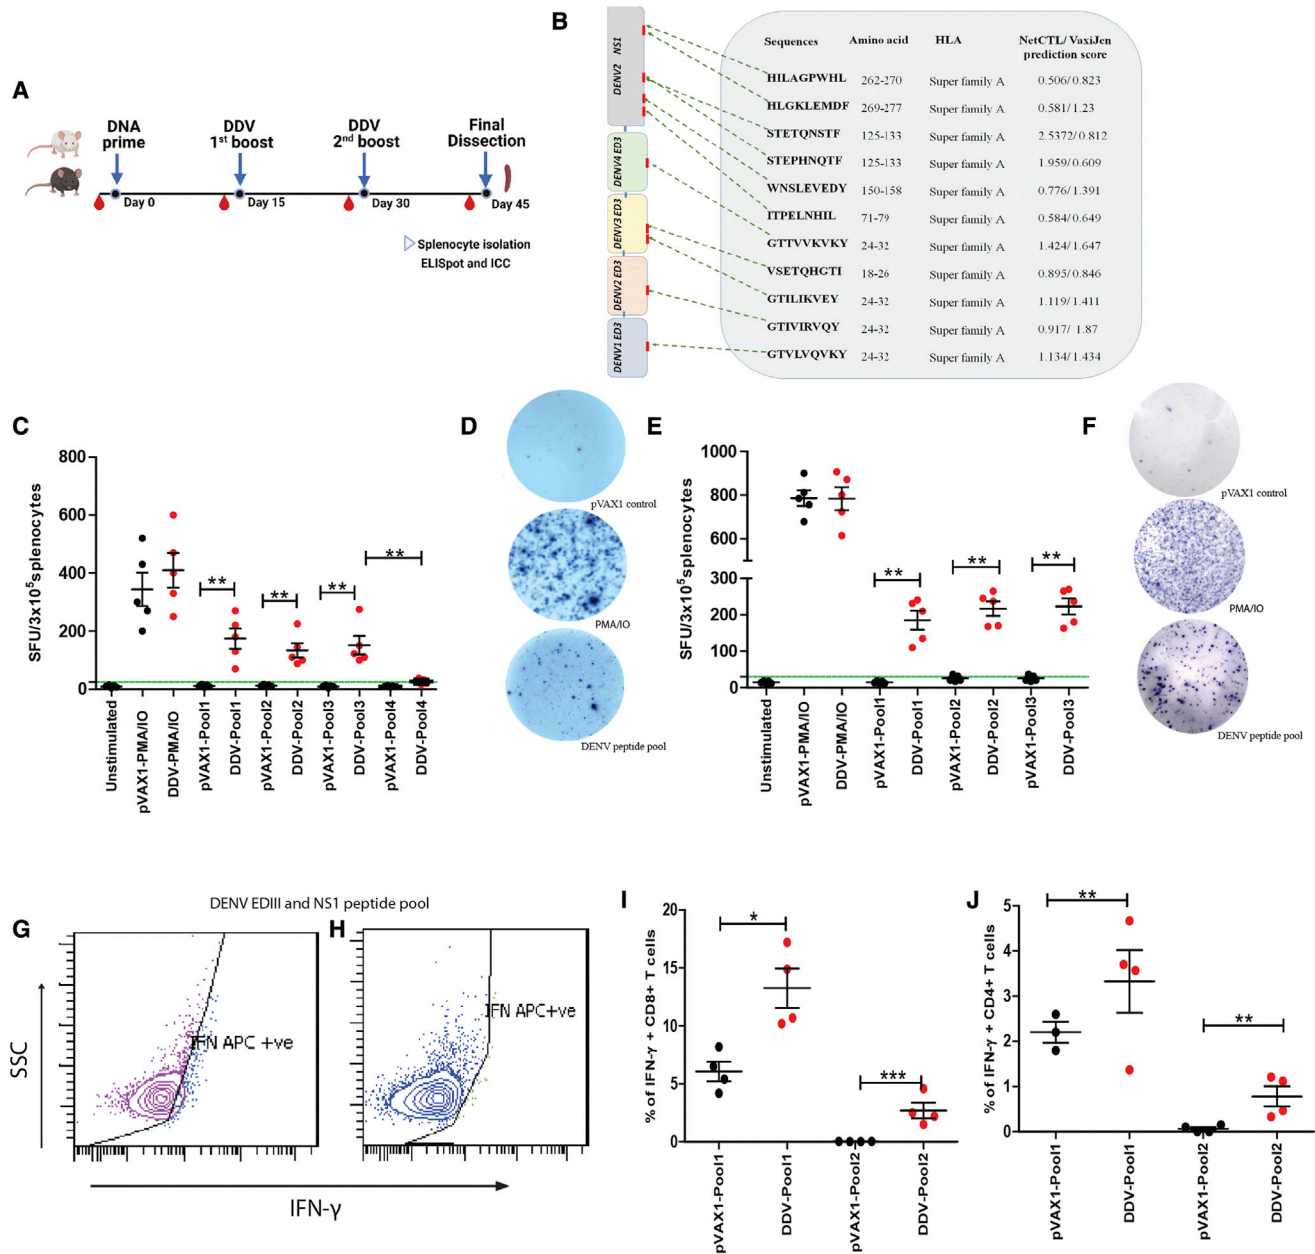 A
DNA
prime
DDV
1st boost
DDV
2nd boost
Final
Dissection
Day 0
Day 15
Day 30
Day 45
Splenocyte isolation
ELISpot and ICC
B
DENV2 NS1
DENV4 ED3
DENV3 ED3
DENV2 ED3
DENV1 ED3
Sequences Amino acid HLA NetCTL/ VaxiJen
prediction score
HILAGPWHL 262-270 Super family A 0.506/ 0.823
HLGKLEMDF 269-277 Super family A 0.581/ 1.23
STETQNSTF 125-133 Super family A 2.5372/ 0.812
STEPHNQTF 125-133 Super family A 1.959/ 0.609
WNSLEVEDY 150-158 Super family A 0.776/ 1.391
ITPELNHIL 71-79 Super family A 0.584/ 0.649
GTTVVKVKY 24-32 Super family A 1.424/ 1.647
VSETQHGTI 18-26 Super family A 0.895/ 0.846
GTILIKVEY 24-32 Super family A 1.119/ 1.411
GTIVIRVQY 24-32 Super family A 0.917/ 1.87
GTVLVQVKY 24-32 Super family A 1.134/ 1.434
C
SFU/3x10⁵splenocytes
800
600
400
200
0
**
**
**
**
Unstimulated
pVAX1-PMA/IO
DDV-PMA/IO
pVAX1-Pool1
DDV-Pool1
pVAX1-Pool2
DDV-Pool2
pVAX1-Pool3
DDV-Pool3
pVAX1-Pool4
DDV-Pool4
D
pVAX1 control
PMA/IO
DENV peptide pool
E
SFU/3x10⁵splenocytes
1000
800
600
300
200
100
0
**
**
**
Unstimulated
pVAX1-PMA/IO
DDV-PMA/IO
pVAX1-Pool1
DDV-Pool1
pVAX1-Pool2
DDV-Pool2
pVAX1-Pool3
DDV-Pool3
F
pVAX1 control
PMA/IO
DENV peptide pool
DENV EDIII and NS1 peptide pool
G
IFN APC +ve
SSC
H
IFN APC+ve
IFN-γ
I
% of IFN-γ + CD8+ T cells
20
15
10
5
0
*
***
pVAX1-Pool1
DDV-Pool1
pVAX1-Pool2
DDV-Pool2
J
% of IFN-γ + CD4+ T cells
5
4
3
2
1
0
**
**
pVAX1-Pool1
DDV-Pool1
pVAX1-Pool2
DDV-Pool2